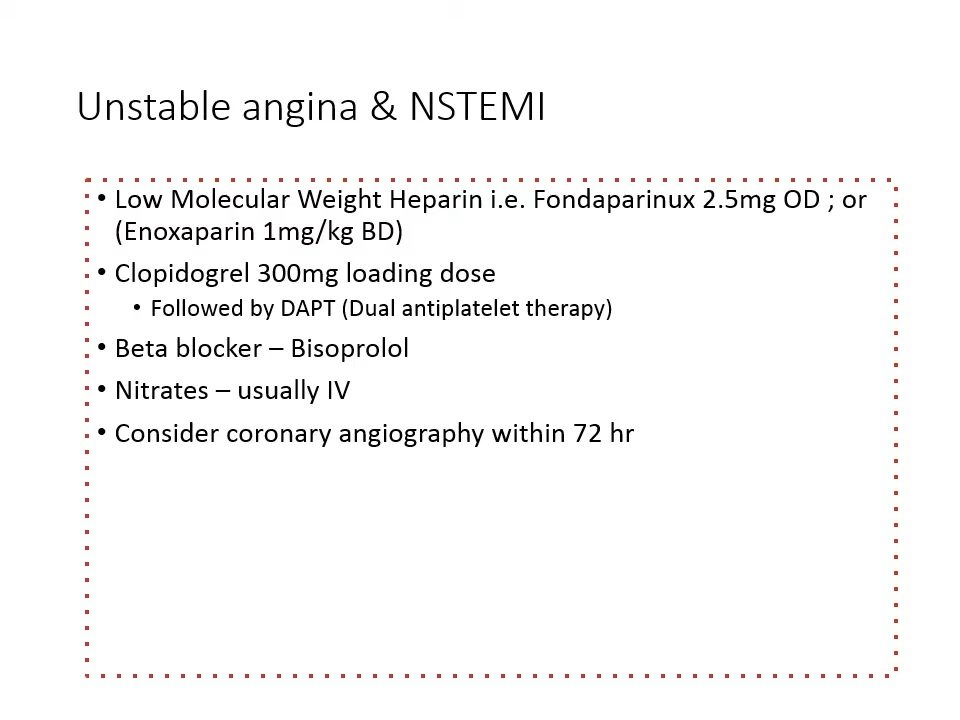 Unstable angina & NSTEMI
• Low Molecular Weight Heparin i.e. Fondaparinux 2.5mg OD ; or
(Enoxaparin 1mg/kg BD)
• Clopidogrel 300mg loading dose
• Followed by DAPT (Dual antiplatelet therapy)
• Beta blocker – Bisoprolol
• Nitrates – usually IV
• Consider coronary angiography within 72 hr